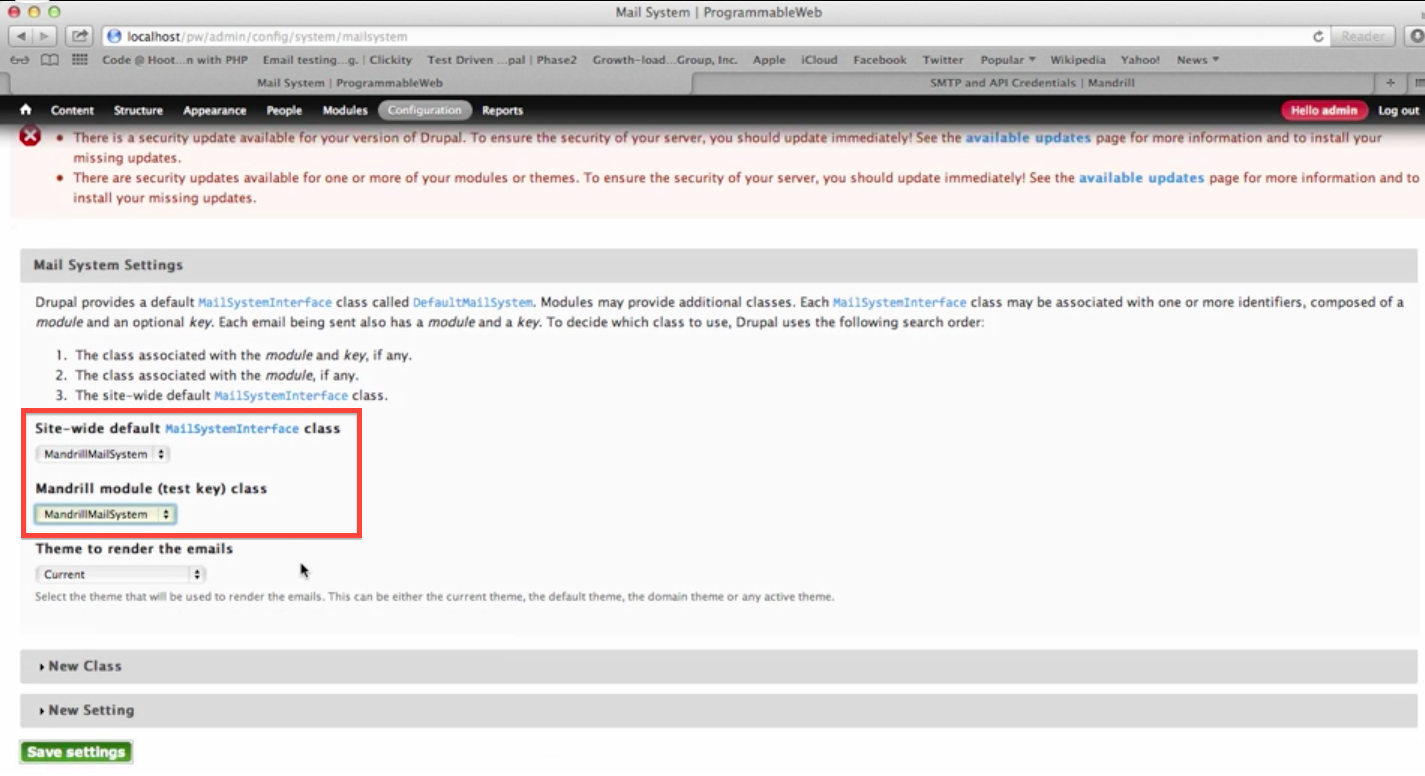 Mail System | ProgrammableWeb
localhost/pw/admin/config/system/mailsystem
Reader
Code @ Hoot...n with PHP Email testing...g. | Clickity Test Driven ...pal | Phase2 Growth-load...Group, Inc. Apple iCloud Facebook Twitter Popular ▼ Wikipedia Yahoo! News ▼
Mail System | ProgrammableWeb SMTP and API Credentials | Mandrill +
Content Structure Appearance People Modules Configuration Reports Hello admin Log out
• There is a security update available for your version of Drupal. To ensure the security of your server, you should update immediately! See the available updates page for more information and to install your
missing updates.
• There are security updates available for one or more of your modules or themes. To ensure the security of your server, you should update immediately! See the available updates page for more information and to
install your missing updates.
Mail System Settings
Drupal provides a default MailSystemInterface class called DefaultMailSystem. Modules may provide additional classes. Each MailSystemInterface class may be associated with one or more identifiers, composed of a
module and an optional key. Each email being sent also has a module and a key. To decide which class to use, Drupal uses the following search order:
1. The class associated with the module and key, if any.
2. The class associated with the module, if any.
3. The site-wide default MailSystemInterface class.
Site-wide default MailSystemInterface class
MandrillMailSystem
Mandrill module (test key) class
MandrillMailSystem
Theme to render the emails
Current
Select the theme that will be used to render the emails. This can be either the current theme, the default theme, the domain theme or any active theme.
New Class
New Setting
Save settings